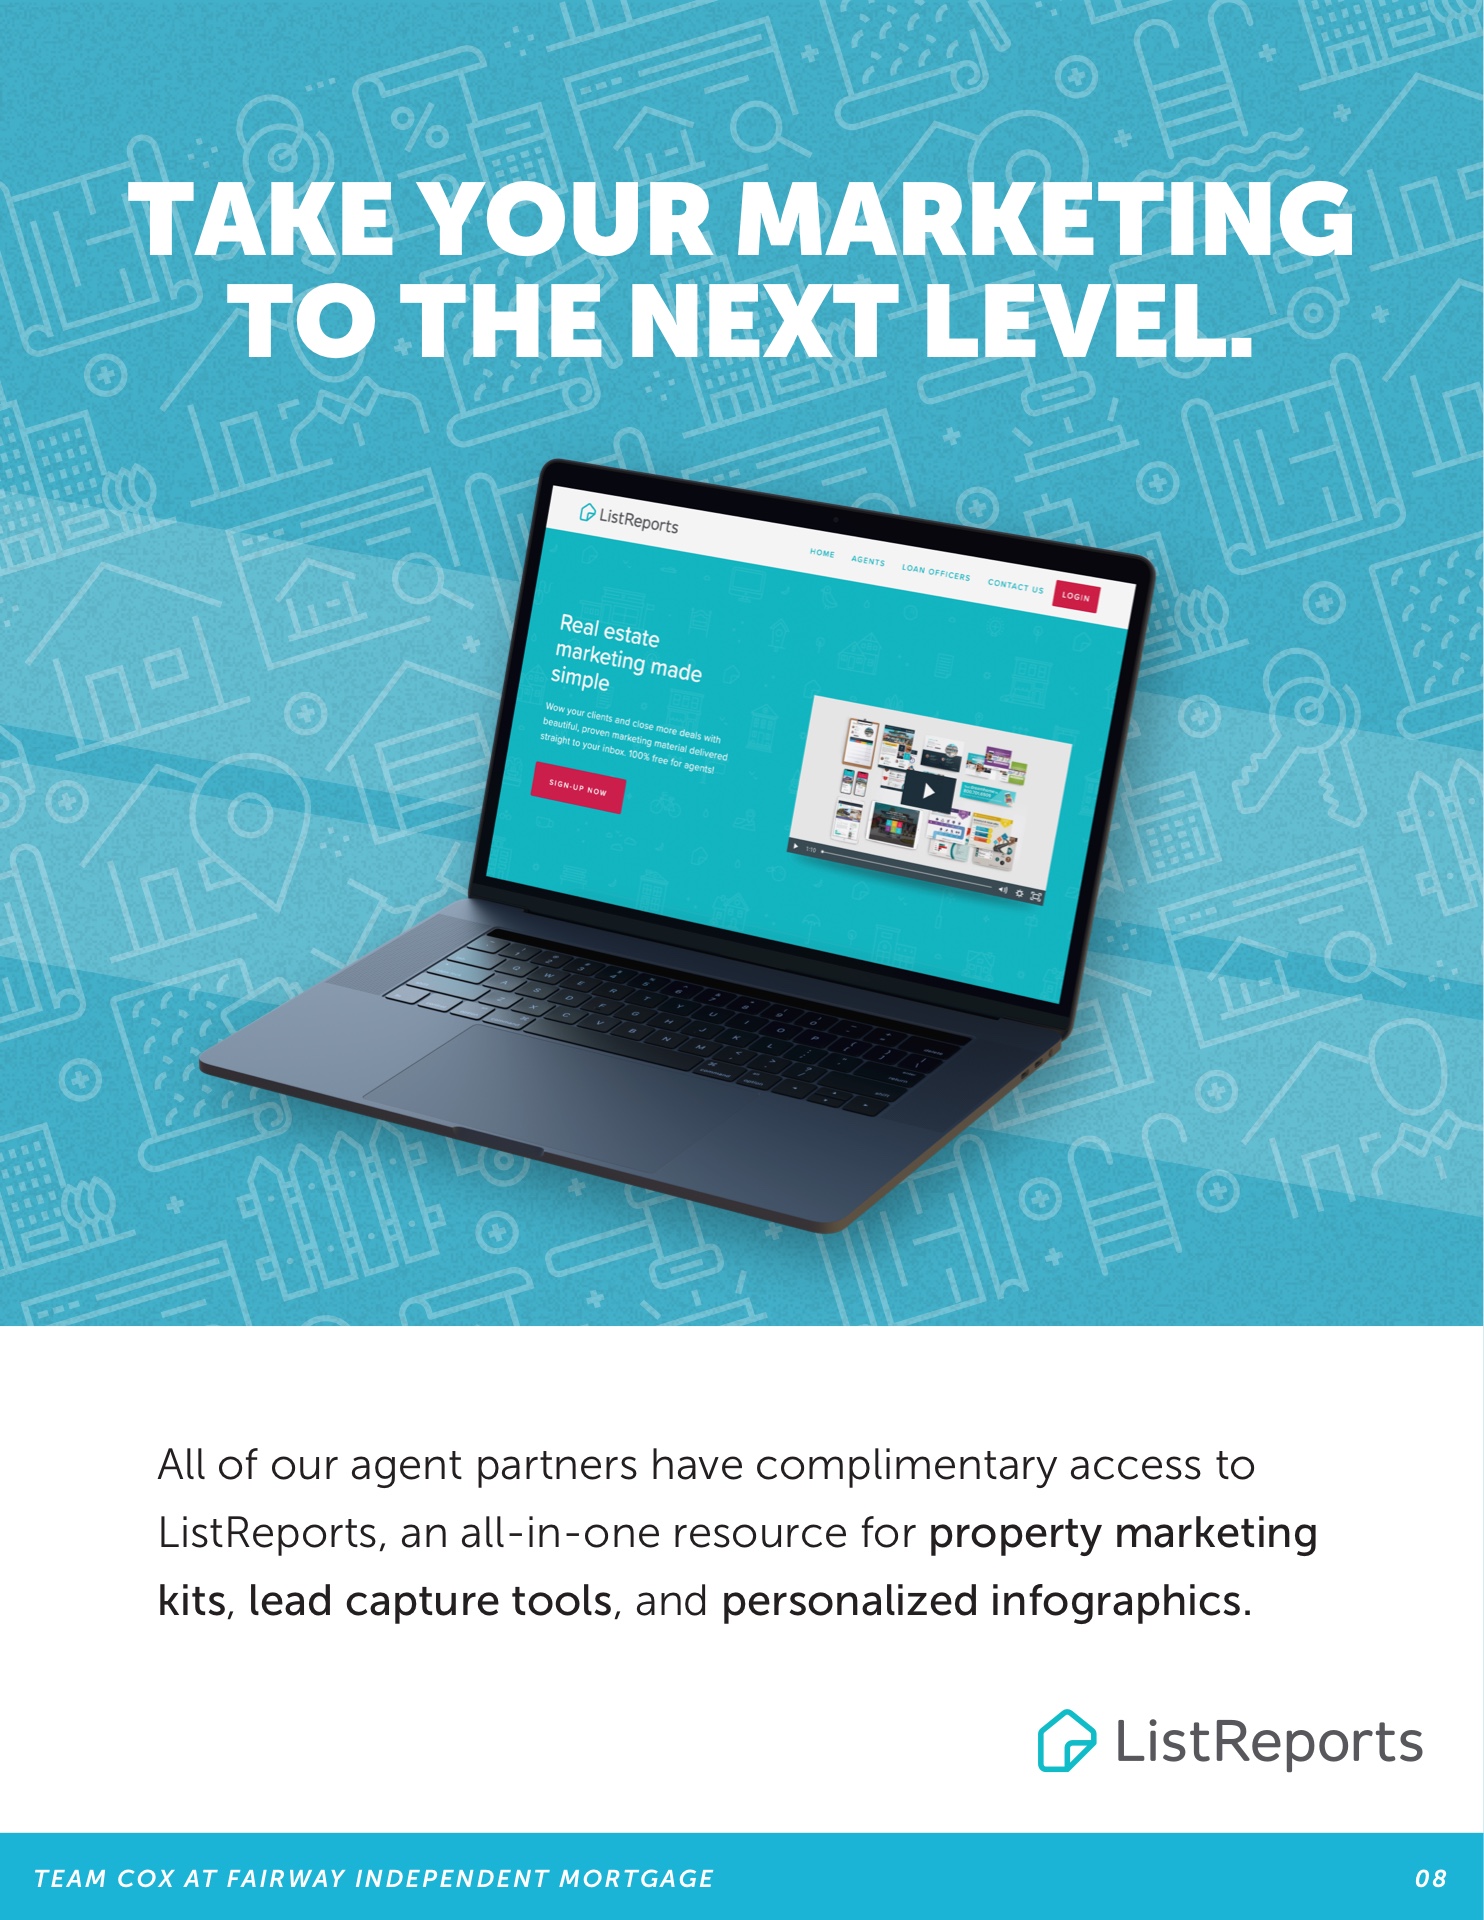 TAKE YOUR MARKETING
TO THE NEXT LEVEL.
ListReports
HOME AGENTS LOAN OFFICERS CONTACT US LOGIN
Real estate
marketing made
simple
Wow your clients and close more deals with
beautiful, proven marketing material delivered
straight to your inbox. 100% free for agents!
SIGN-UP NOW
1:10
All of our agent partners have complimentary access to
ListReports, an all-in-one resource for property marketing
kits, lead capture tools, and personalized infographics.
ListReports
TEAM COX AT FAIRWAY INDEPENDENT MORTGAGE 08